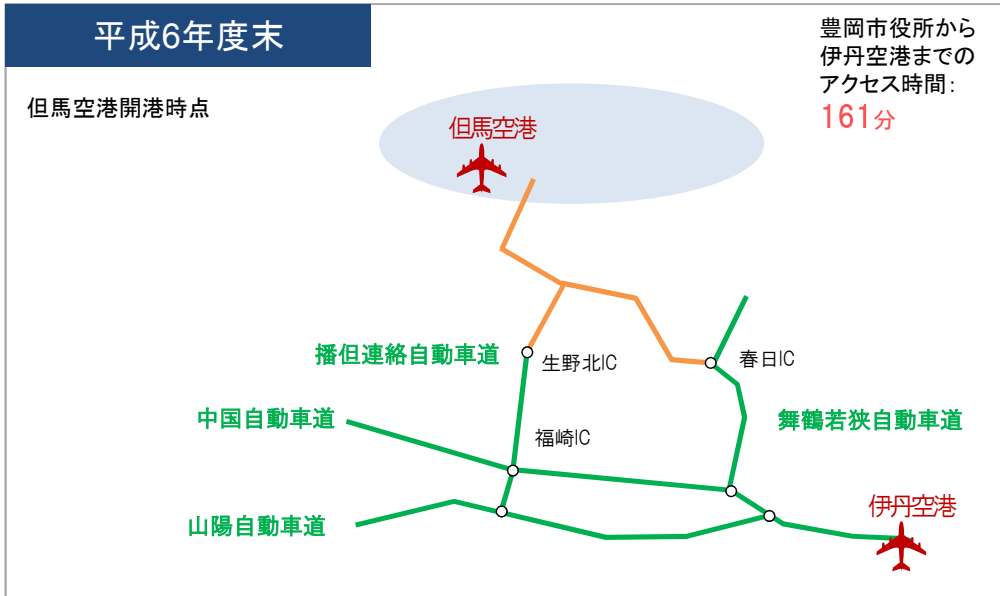 平成6年度末
豊岡市役所から
伊丹空港までの
アクセス時間:
161分
但馬空港開港時点
但馬空港
播但連絡自動車道
生野北IC
春日IC
中国自動車道
福崎IC
舞鶴若狭自動車道
山陽自動車道
伊丹空港